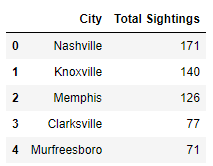 City Total Sightings
0 Nashville 171
1 Knoxville 140
2 Memphis 126
3 Clarksville 77
4 Murfreesboro 71